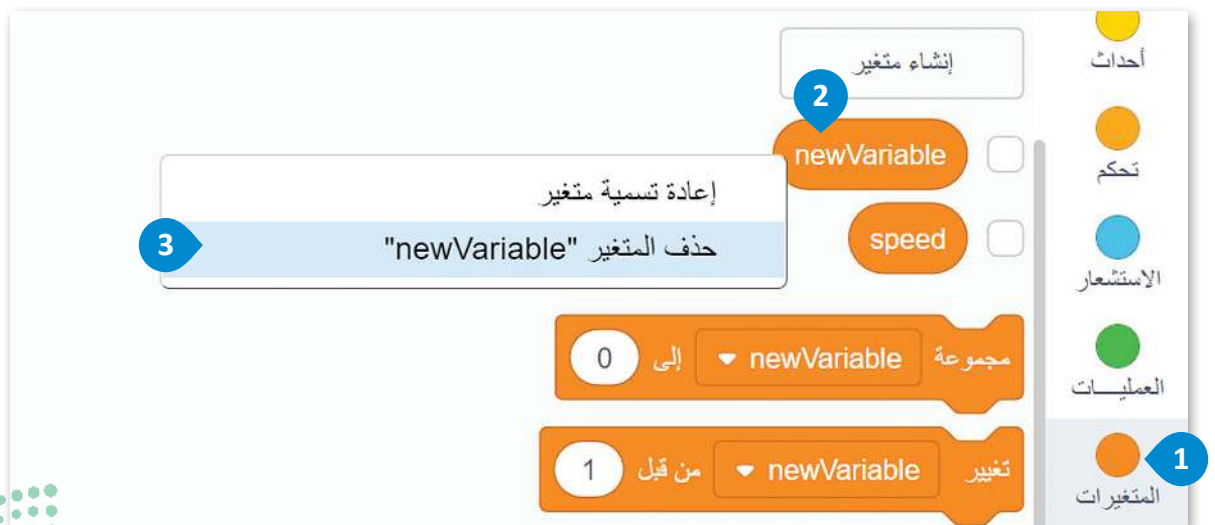 أحداث
تحكم
الاستشعار
العمليـــات
المتغيرات
1
إنشاء متغير
2
newVariable
إعادة تسمية متغير
حذف المتغير "newVariable"
3
speed
مجموعة newVariable إلى 0
تغيير newVariable من قبل 1